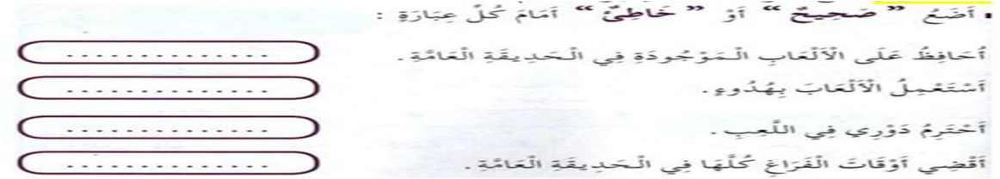 ▪ أَضَعُ " صَحِيحٌ " أَوْ " خَاطِئٌ " أَمَامَ كُلِّ عِبَارَةٍ :
أُحَافِظُ عَلَى الْأَلْعَابِ الْمَوْجُودَةِ فِي الْحَدِيقَةِ الْعَامَّةِ . ...............
أَسْتَعْمِلُ الْأَلْعَابَ بِهُدُوءٍ . ...............
أَحْتَرِمُ دَوْرِي فِي اللَّعِبِ . ...............
أَقْضِي أَوْقَاتَ الْفَرَاغِ كُلَّهَا فِي الْحَدِيقَةِ الْعَامَّةِ . ...............